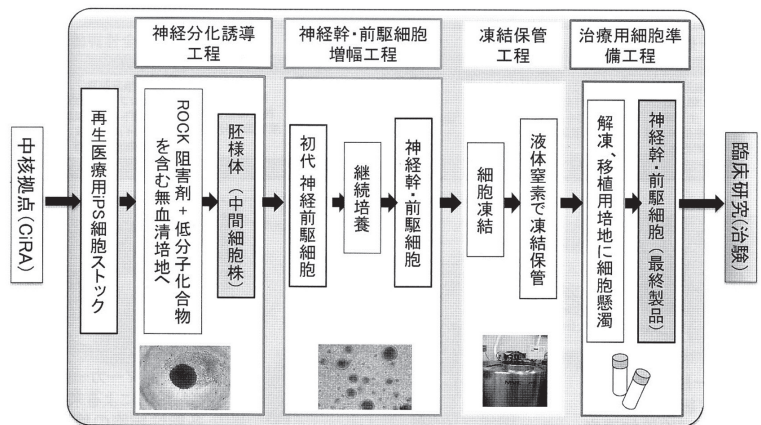 神経分化誘導
工程
神経幹・前駆細胞
増幅工程
凍結保管
工程
治療用細胞準
備工程
中核拠点(CiRA)
再生医療用iPS細胞ストック
ROCK 阻害剤 + 低分子化合物
を含む無血清培地へ
胚様体 (中間細胞株)
初代 神経前駆細胞
継続培養
神経幹・前駆細胞
細胞凍結
液体窒素で凍結保管
解凍、移植用培地に細胞懸濁
神経幹・前駆細胞(最終製品)
臨床研究(治験)